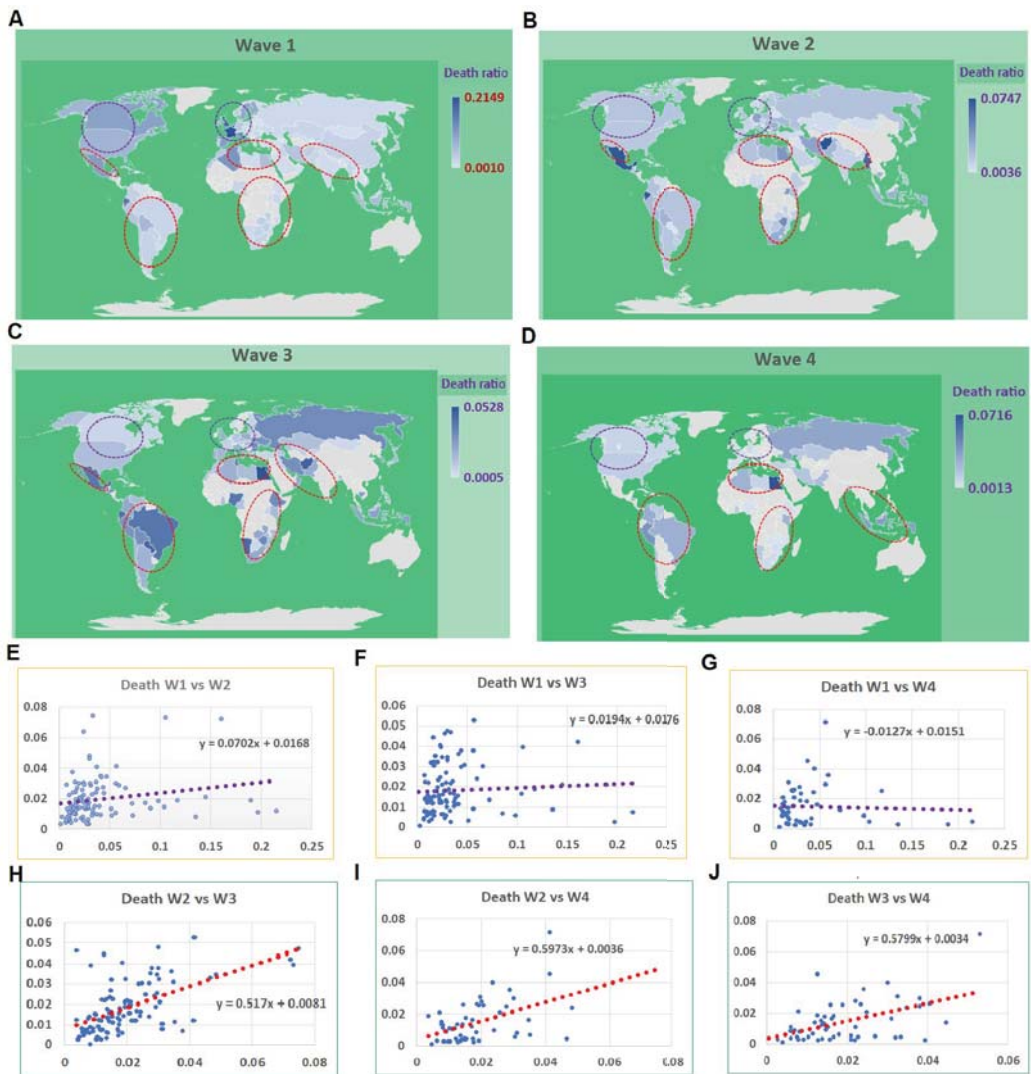 A
Wave 1
Death ratio
0.2149
0.0010
B
Wave 2
Death ratio
0.0747
0.0036
C
Wave 3
Death ratio
0.0528
0.0005
D
Wave 4
Death ratio
0.0716
0.0013
E
Death W1 vs W2
0.08
0.06
0.04
0.02
0
y = 0.0702x + 0.0168
0 0.05 0.1 0.15 0.2 0.25
F
Death W1 vs W3
0.06
0.05
0.04
0.03
0.02
0.01
0
y = 0.0194x + 0.0176
0 0.05 0.1 0.15 0.2 0.25
G
Death W1 vs W4
0.08
0.06
0.04
0.02
0
y = -0.0127x + 0.0151
0 0.05 0.1 0.15 0.2 0.25
H
Death W2 vs W3
0.06
0.05
0.04
0.03
0.02
0.01
0
y = 0.517x + 0.0081
0 0.02 0.04 0.06 0.08
I
Death W2 vs W4
0.08
0.06
0.04
0.02
0
y = 0.5973x + 0.0036
0 0.02 0.04 0.06 0.08
J
Death W3 vs W4
0.08
0.06
0.04
0.02
0
y = 0.5799x + 0.0034
0 0.02 0.04 0.06